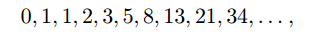 0, 1, 1, 2, 3, 5, 8, 13, 21, 34, . . . ,